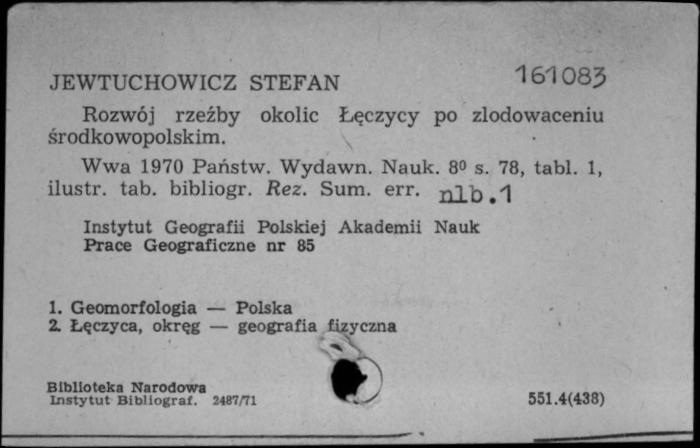 JEWTUCHOWICZ STEFAN 161083
Rozwój rzeźby okolic Łęczycy po zlodowaceniu
środkowopolskim.
Wwa 1970 Państw. Wydawn. Nauk. 8⁰ s. 78, tabl. 1,
ilustr. tab. bibliogr. Rez. Sum. err. nlb.1
Instytut Geografii Polskiej Akademii Nauk
Prace Geograficzne nr 85
1. Geomorfologia — Polska
2. Łęczyca, okręg — geografia fizyczna
Biblioteka Narodowa
Instytut Bibliograf. 2487/71 551.4(438)